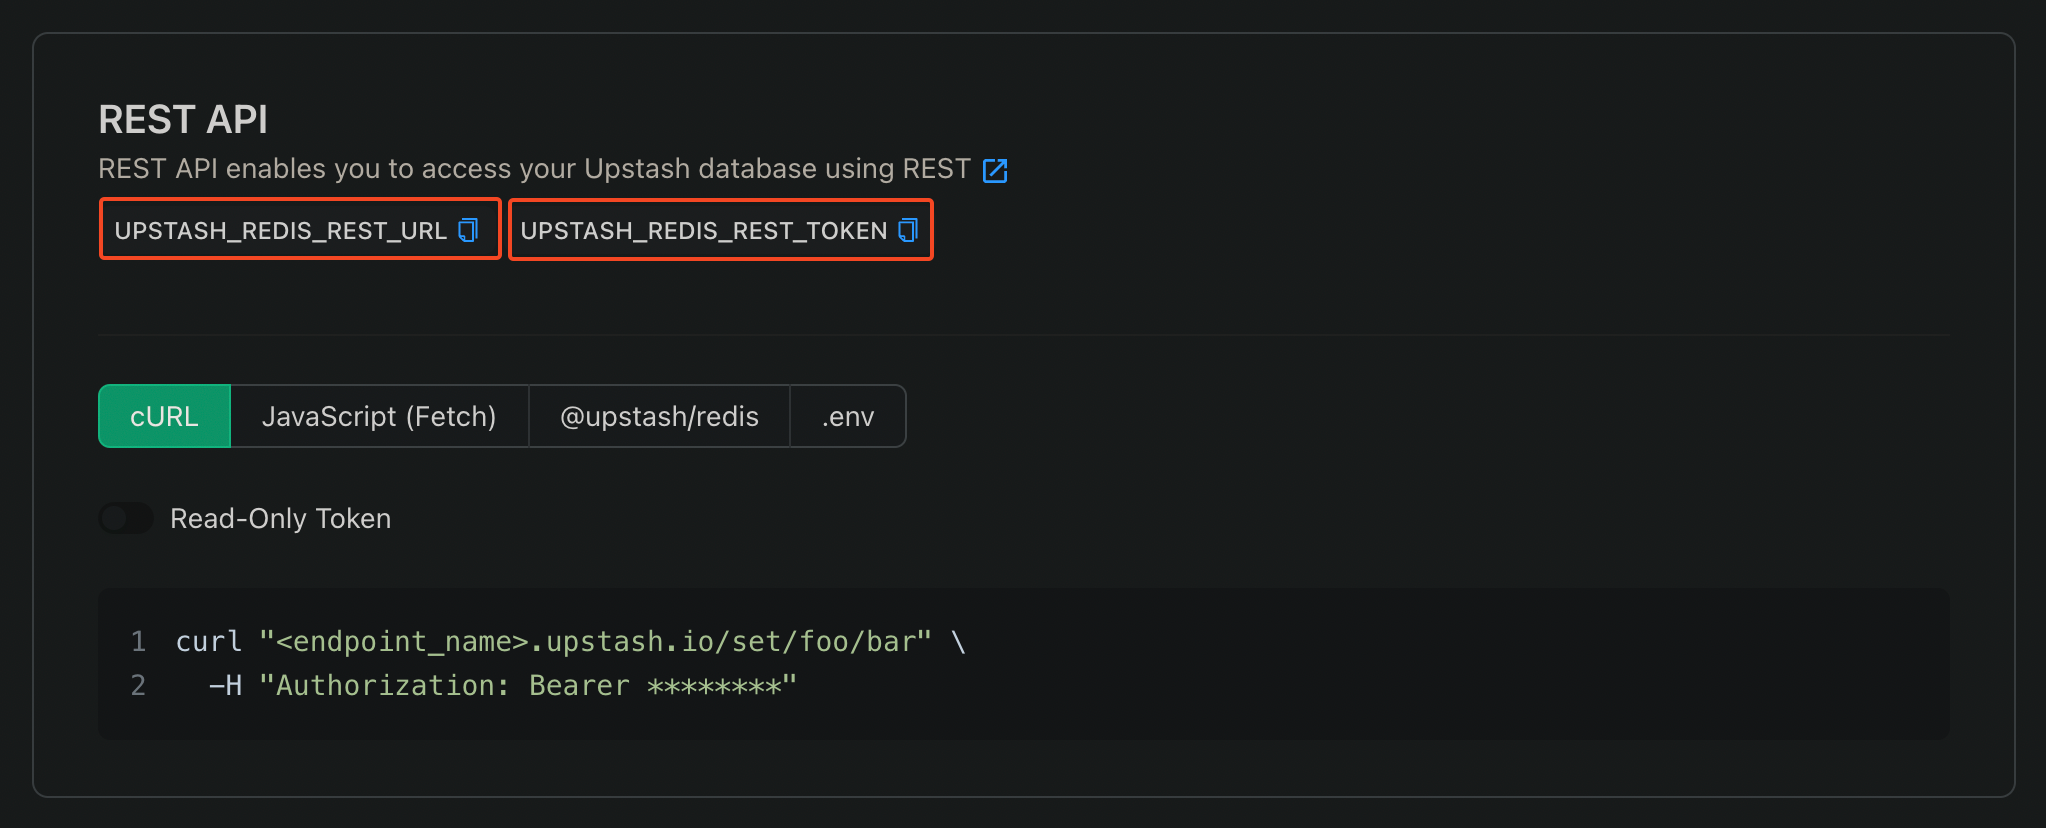 REST API
REST API enables you to access your Upstash database using REST
UPSTASH_REDIS_REST_URL UPSTASH_REDIS_REST_TOKEN
cURL JavaScript (Fetch) @upstash/redis .env
Read-Only Token
1 curl "<endpoint_name>.upstash.io/set/foo/bar" \
2 -H "Authorization: Bearer ********"